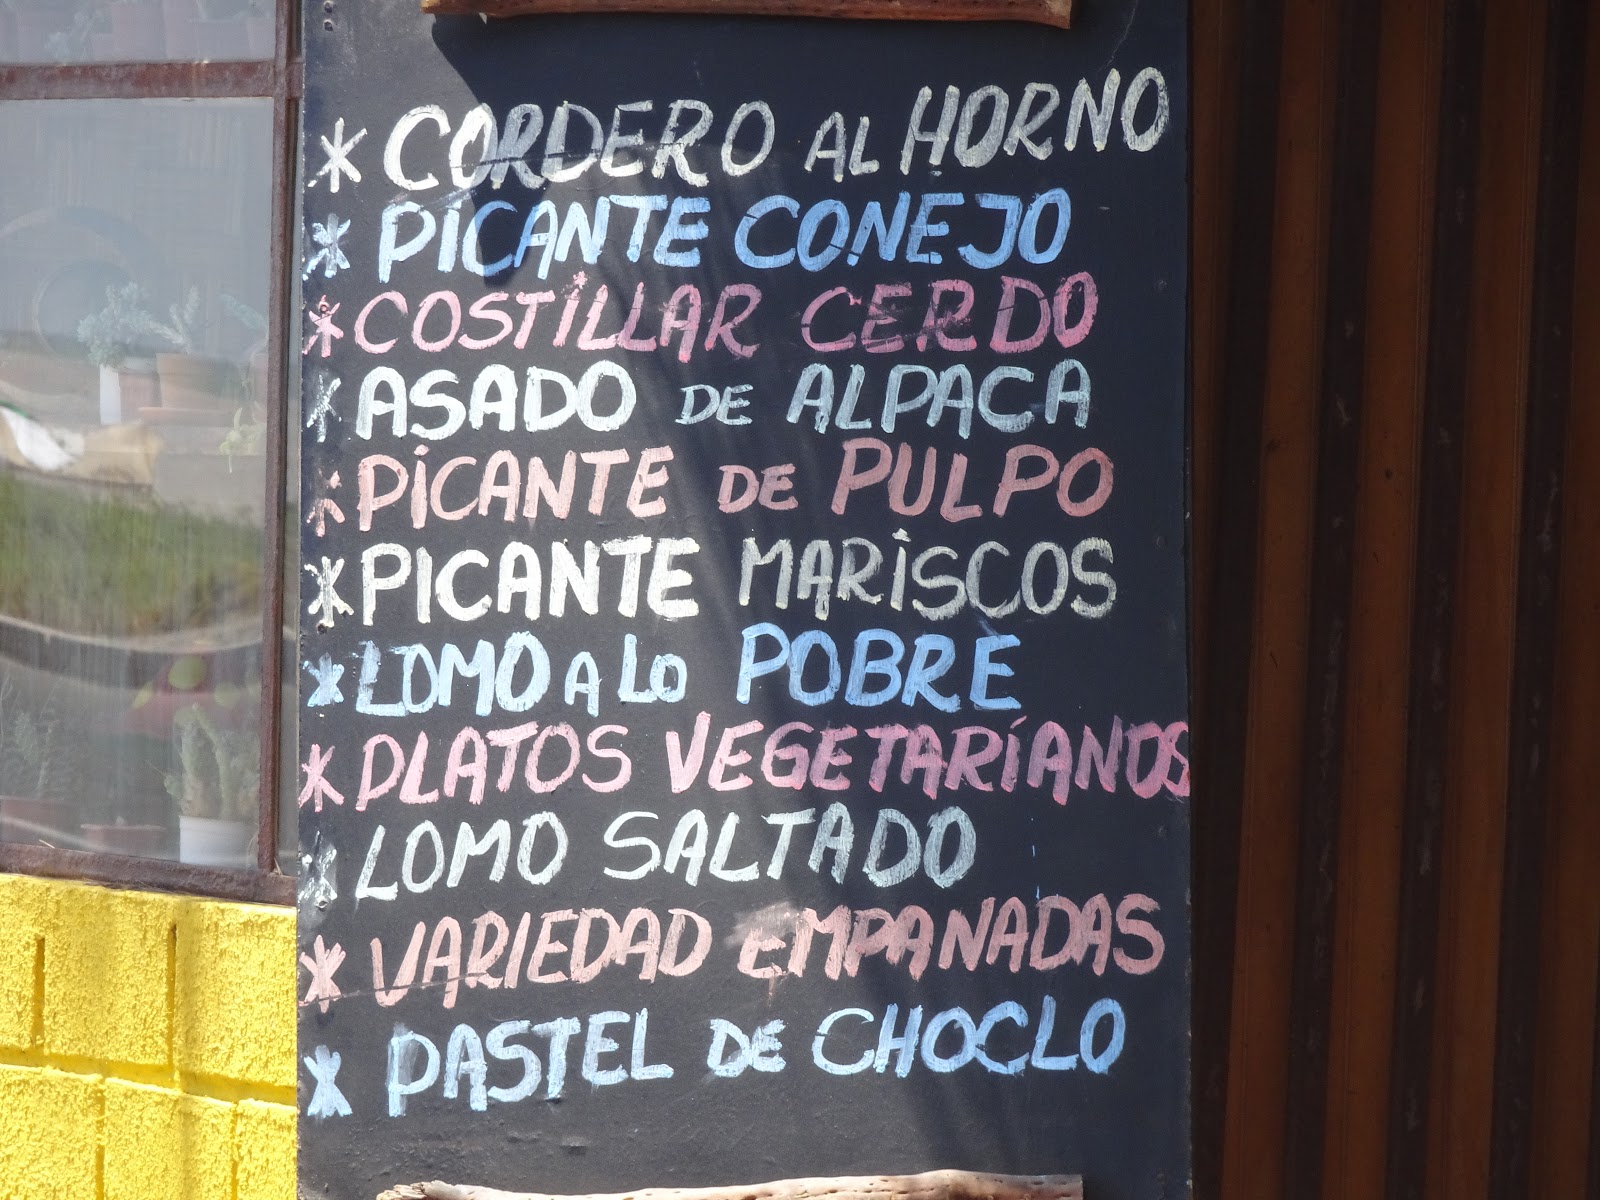 * CORDERO AL HORNO
* PICANTE CONEJO
* COSTILLAR CERDO
* ASADO DE ALPACA
* PICANTE DE PULPO
* PICANTE MARISCOS
* LOMO A LO POBRE
* PLATOS VEGETARIANOS
* LOMO SALTADO
* VARIEDAD EMPANADAS
* PASTEL DE CHOCLO